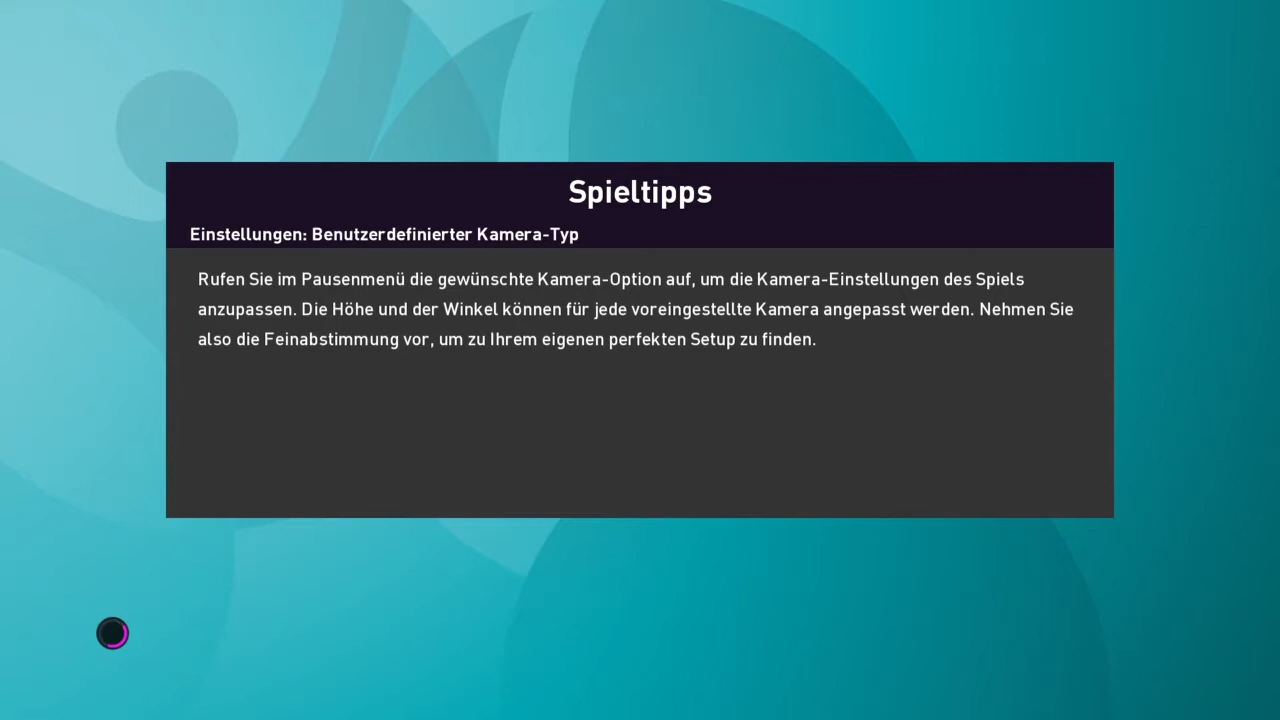 Spieltipps
Einstellungen: Benutzerdefinierter Kamera-Typ
Rufen Sie im Pausenmenü die gewünschte Kamera-Option auf, um die Kamera-Einstellungen des Spiels
anzupassen. Die Höhe und der Winkel können für jede voreingestellte Kamera angepasst werden. Nehmen Sie
also die Feinabstimmung vor, um zu Ihrem eigenen perfekten Setup zu finden.